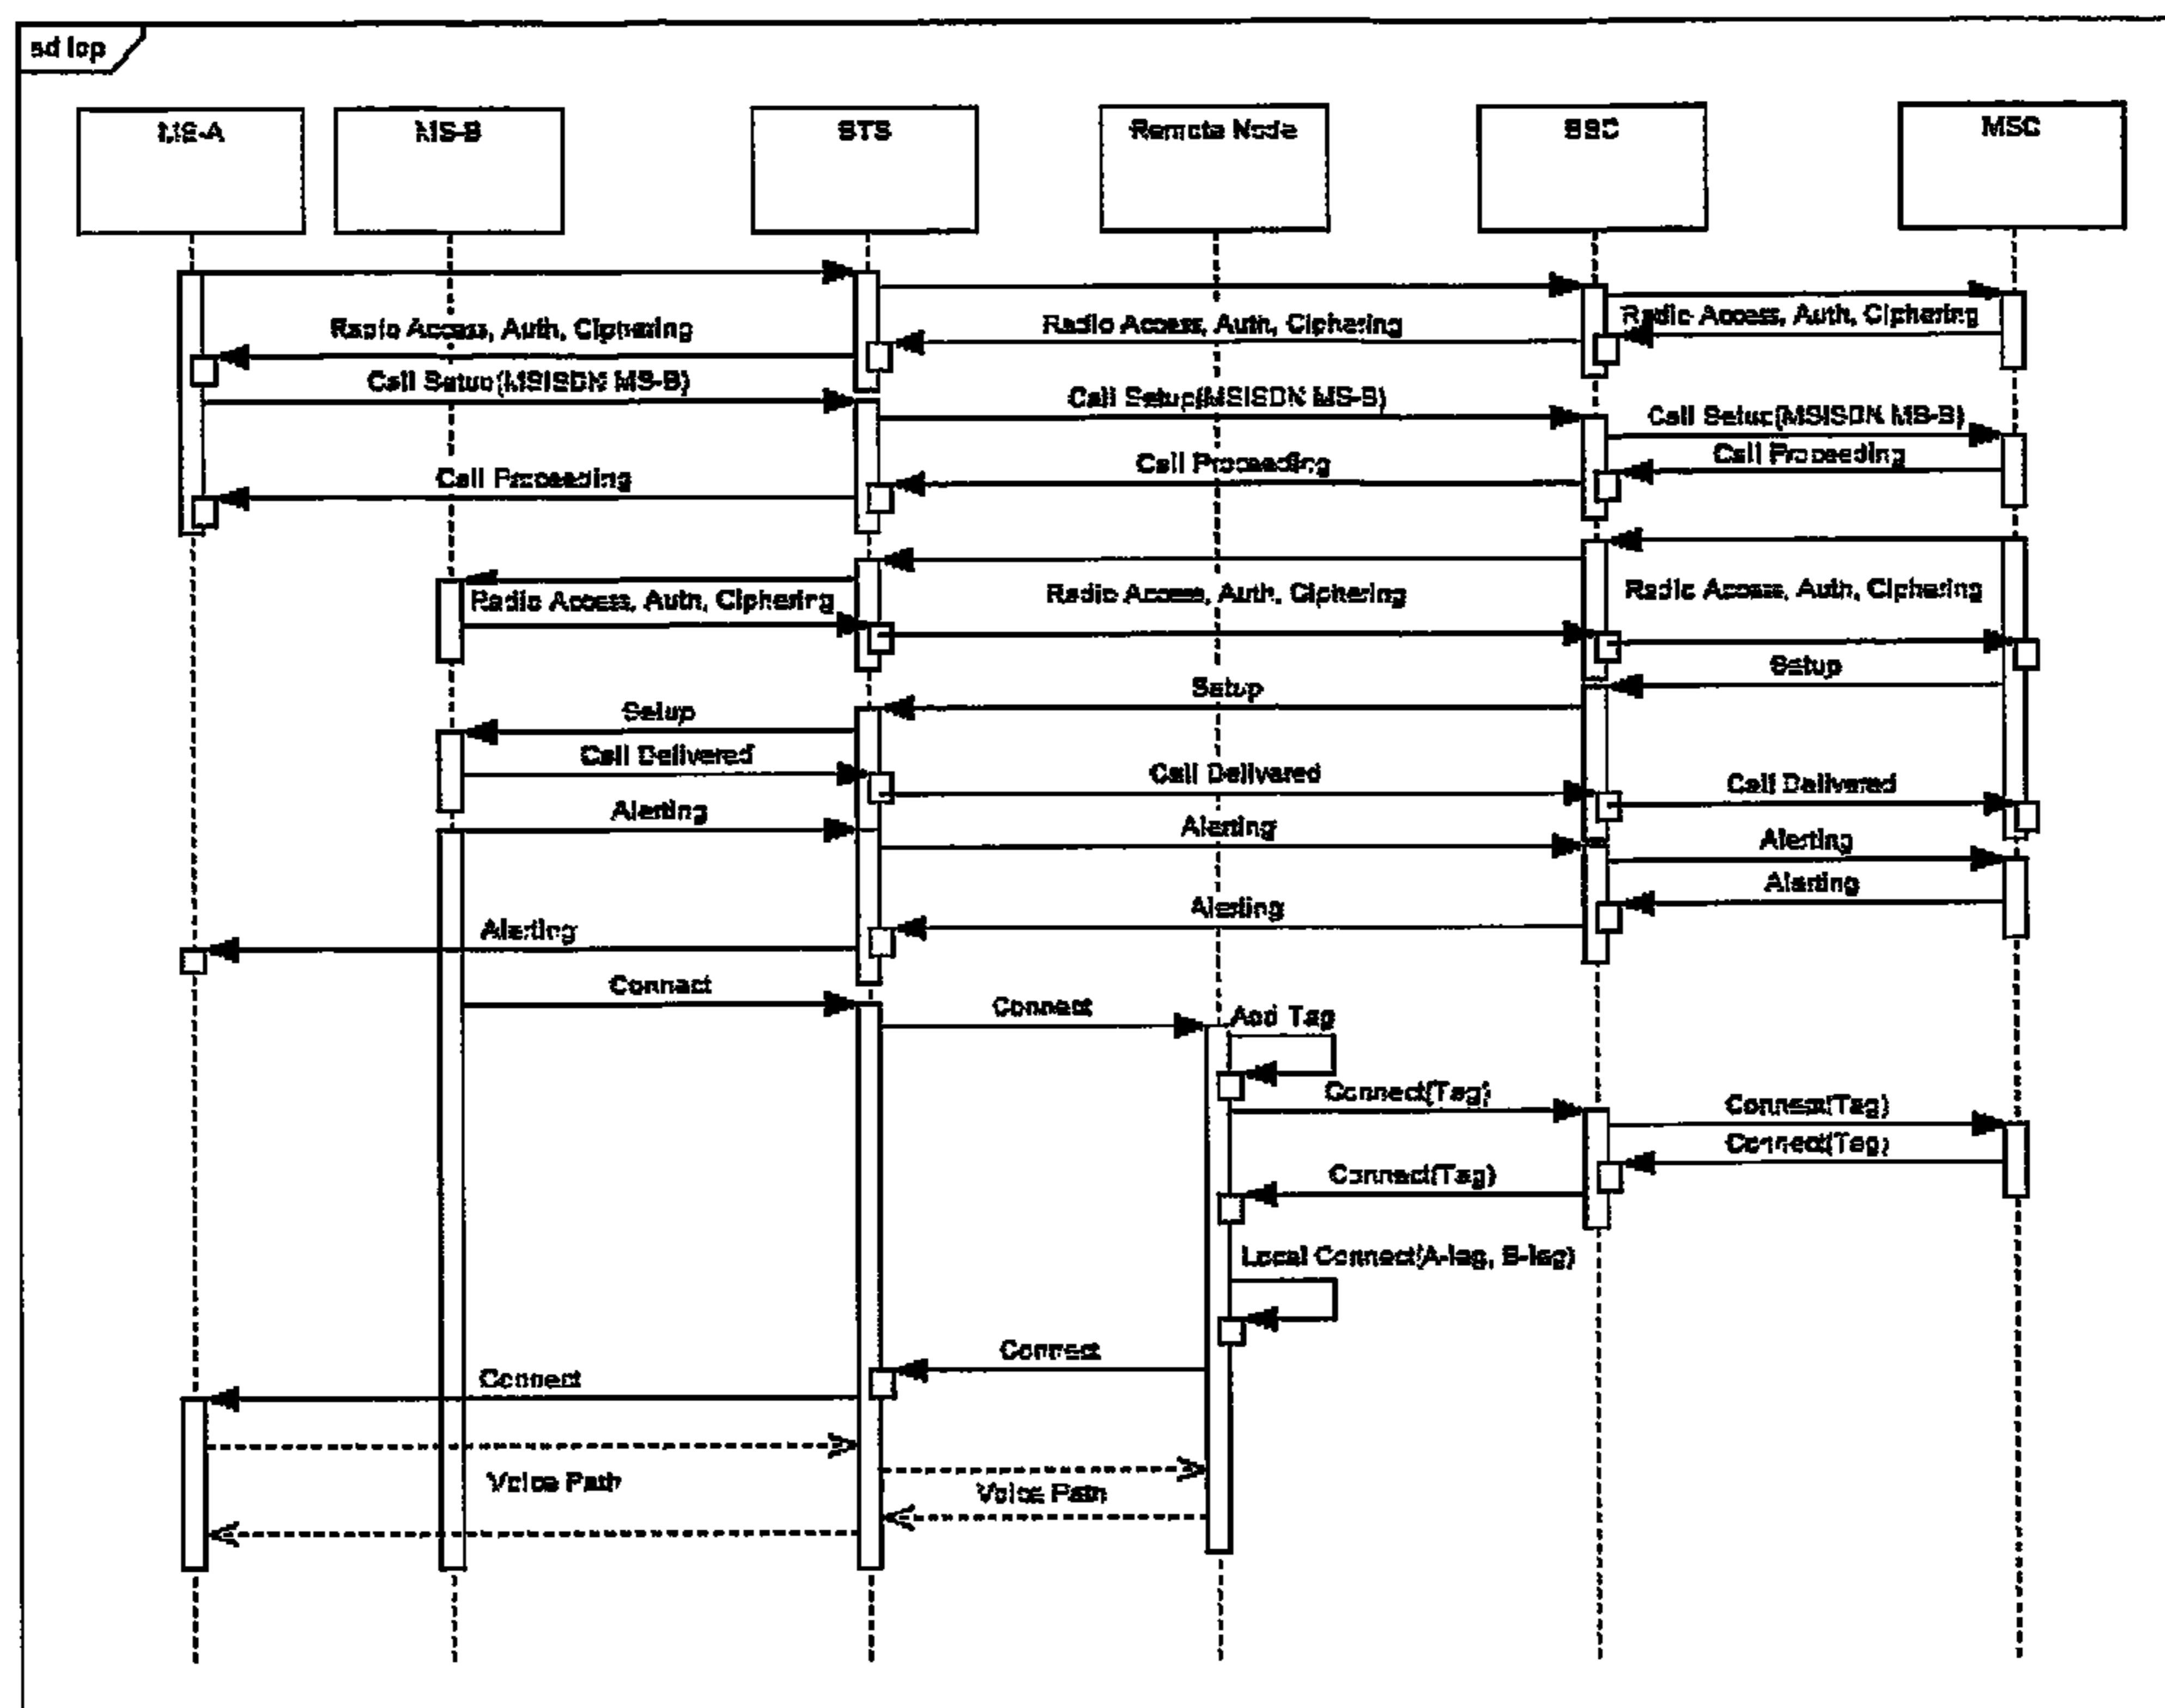 sd lcp
MS-A
MS-B
BTS
Remote Node
BSC
MSC
Radio Access, Auth, Ciphering
Radio Access, Auth, Ciphering
Radio Access, Auth, Ciphering
Call Setup(MSISDN MS-B)
Call Setup(MSISDN MS-B)
Call Setup(MSISDN MS-B)
Call Proceeding
Call Proceeding
Call Proceeding
Radio Access, Auth, Ciphering
Radio Access, Auth, Ciphering
Radio Access, Auth, Ciphering
Setup
Setup
Setup
Call Delivered
Call Delivered
Call Delivered
Alerting
Alerting
Alerting
Alerting
Alerting
Alerting
Connect
Connect
Add Tag
Connect(Tag)
Connect(Tag)
Connect(Tag)
Connect(Tag)
Local Connect(A-leg, B-leg)
Connect
Connect
Voice Path
Voice Path